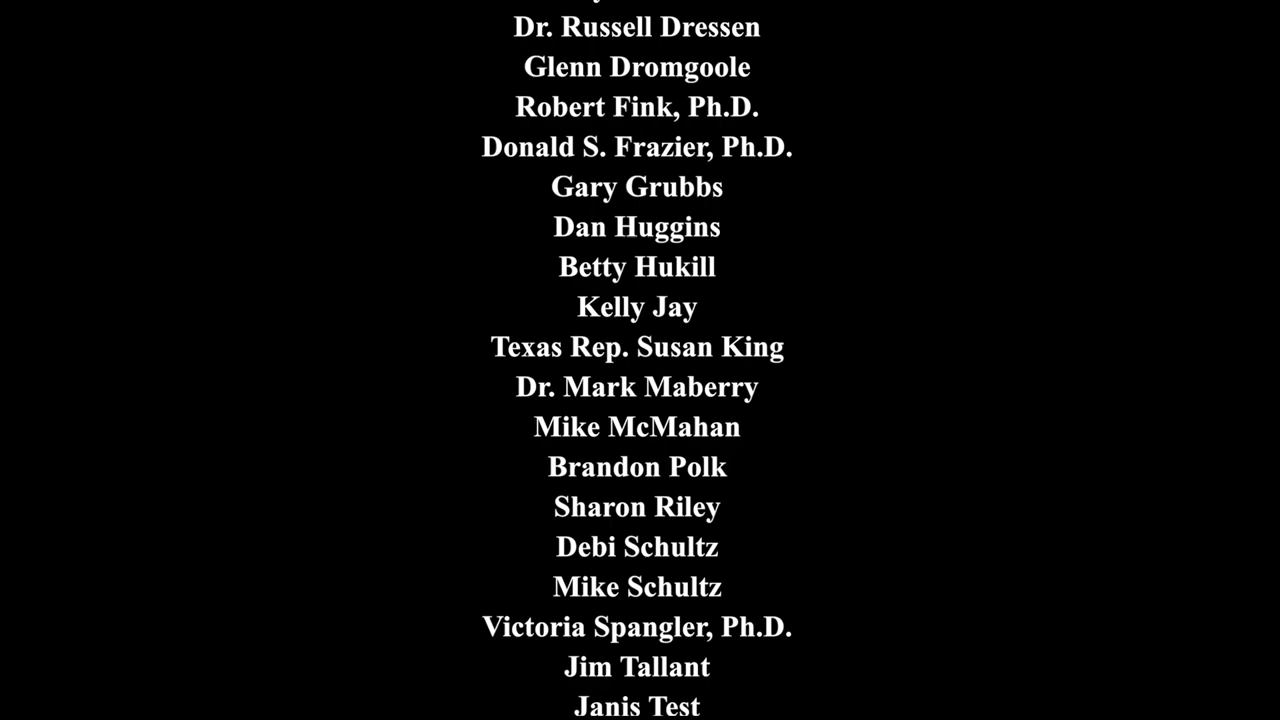 Dr. Russell Dressen
Glenn Dromgoole
Robert Fink, Ph.D.
Donald S. Frazier, Ph.D.
Gary Grubbs
Dan Huggins
Betty Hukill
Kelly Jay
Texas Rep. Susan King
Dr. Mark Maberry
Mike McMahan
Brandon Polk
Sharon Riley
Debi Schultz
Mike Schultz
Victoria Spangler, Ph.D.
Jim Tallant
Janis Test